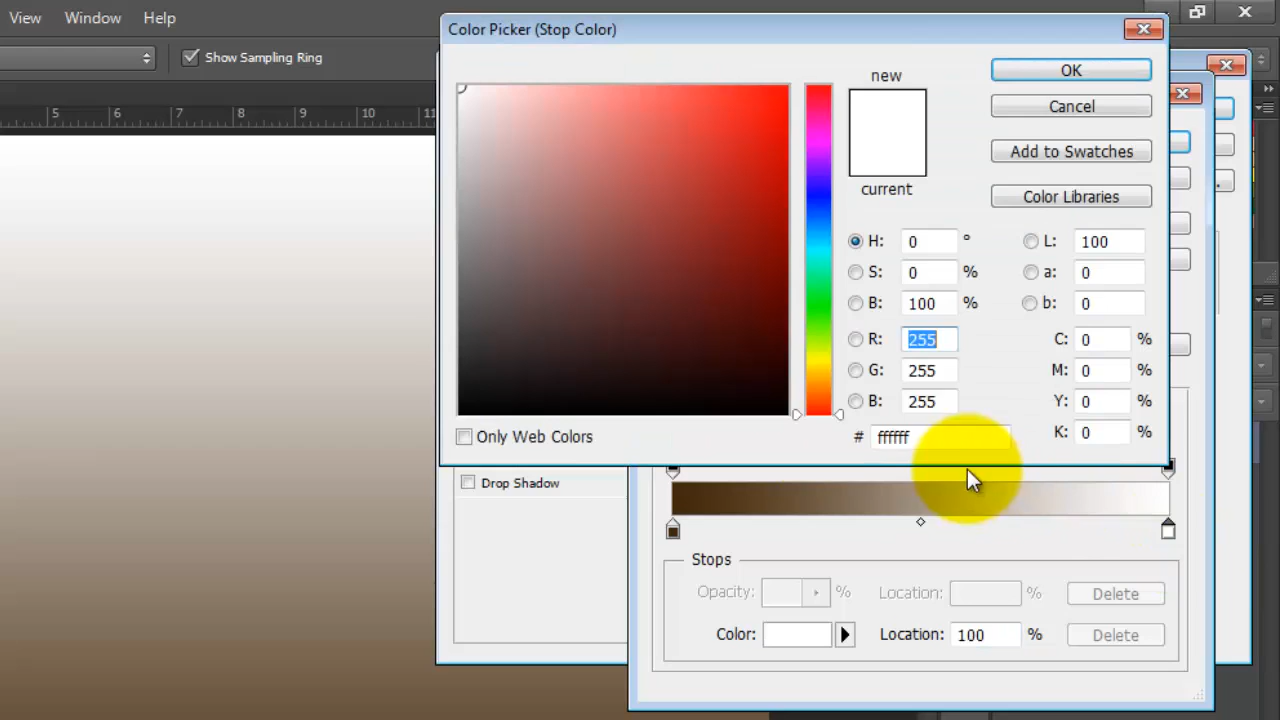 View Window Help
Color Picker (Stop Color)
Show Sampling Ring
5 6 7 8 9 10 11
new
current
OK
Cancel
Add to Swatches
Color Libraries
H: 0 °
S: 0 %
B: 100 %
R: 255
G: 255
B: 255
# ffffff
L: 100
a: 0
b: 0
C: 0 %
M: 0 %
Y: 0 %
K: 0 %
Only Web Colors
Drop Shadow
Stops
Opacity: % Location: % Delete
Color: Location: 100 % Delete